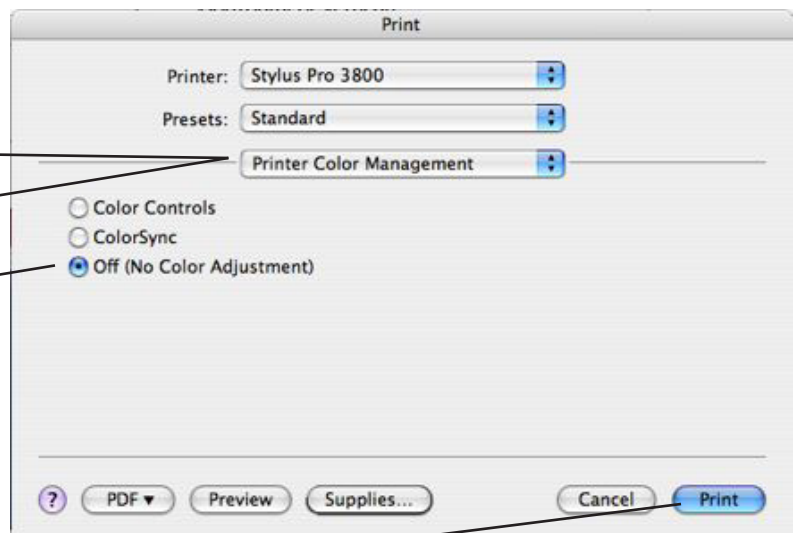 Print
Printer: Stylus Pro 3800
Presets: Standard
Printer Color Management
Color Controls
ColorSync
Off (No Color Adjustment)
? PDF ▼ Preview Supplies... Cancel Print